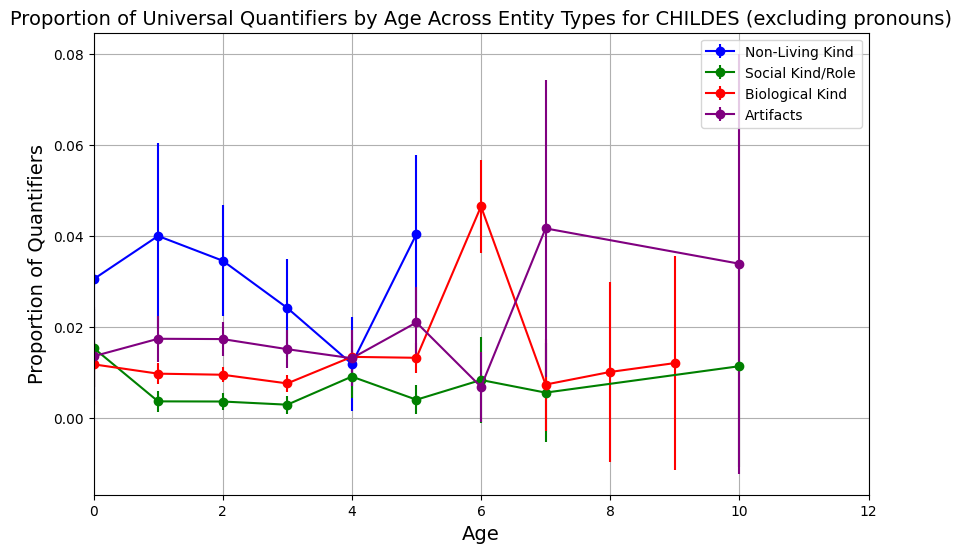 Proportion of Universal Quantifiers by Age Across Entity Types for CHILDES (excluding pronouns)
Non-Living Kind
Social Kind/Role
Biological Kind
Artifacts
Proportion of Quantifiers
0.08
0.06
0.04
0.02
0.00
0
2
4
6
8
10
12
Age